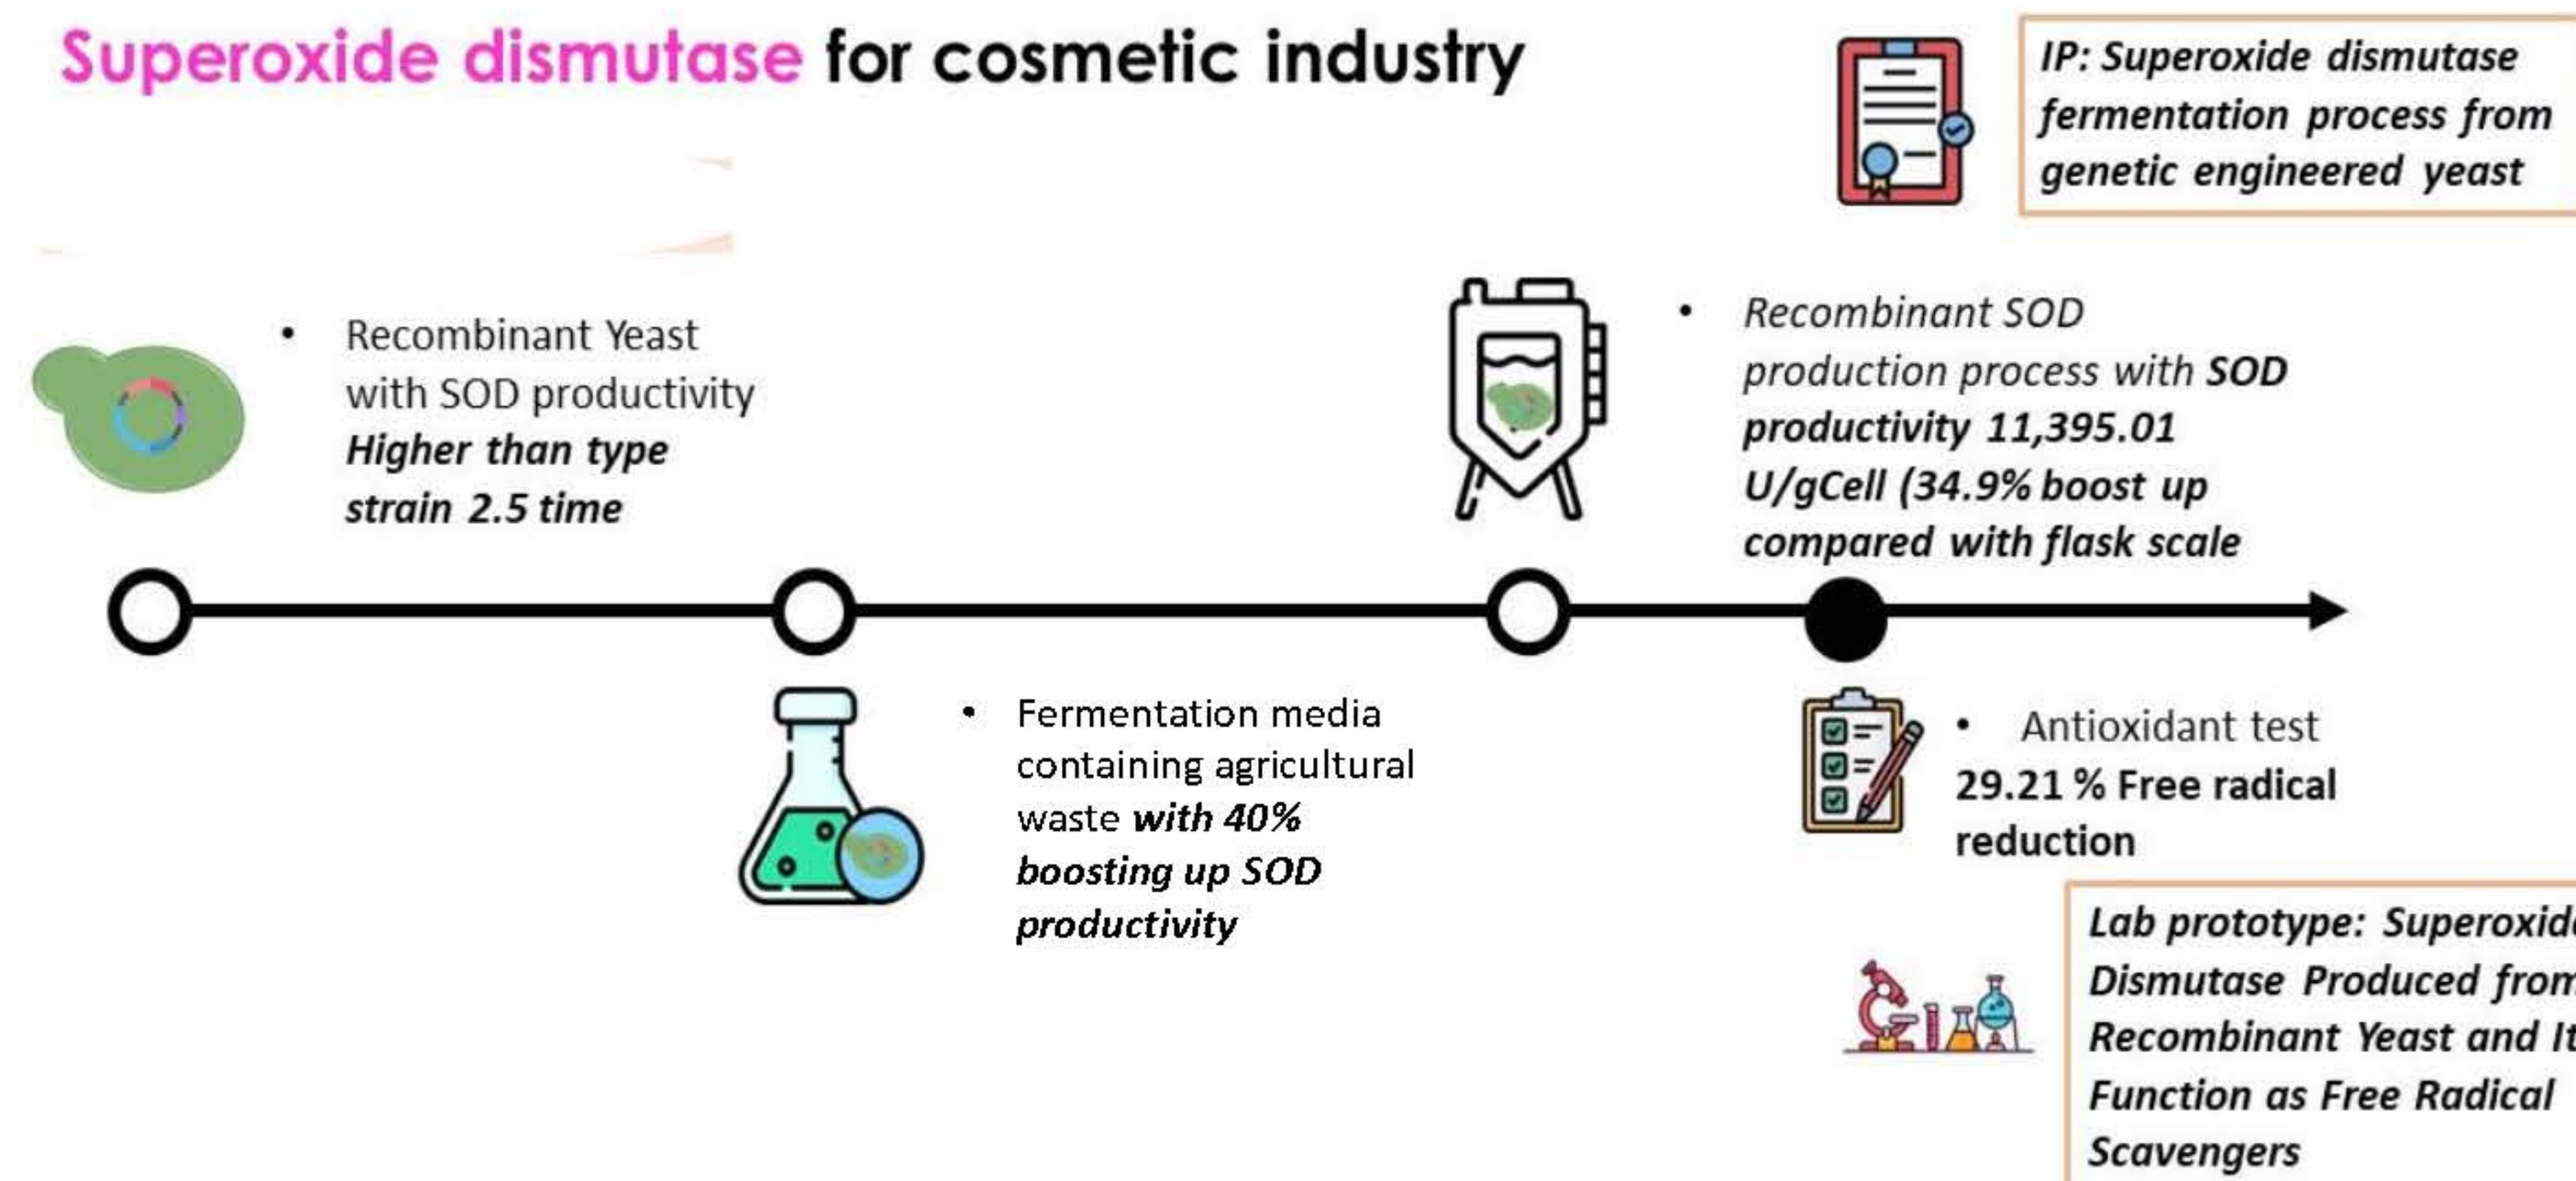 Superoxide dismutase for cosmetic industry
IP: Superoxide dismutase
fermentation process from
genetic engineered yeast
• Recombinant Yeast
with SOD productivity
Higher than type
strain 2.5 time
• Recombinant SOD
production process with SOD
productivity 11,395.01
U/gCell (34.9% boost up
compared with flask scale
• Fermentation media
containing agricultural
waste with 40%
boosting up SOD
productivity
• Antioxidant test
29.21 % Free radical
reduction
Lab prototype: Superoxide
Dismutase Produced from
Recombinant Yeast and It
Function as Free Radical
Scavengers